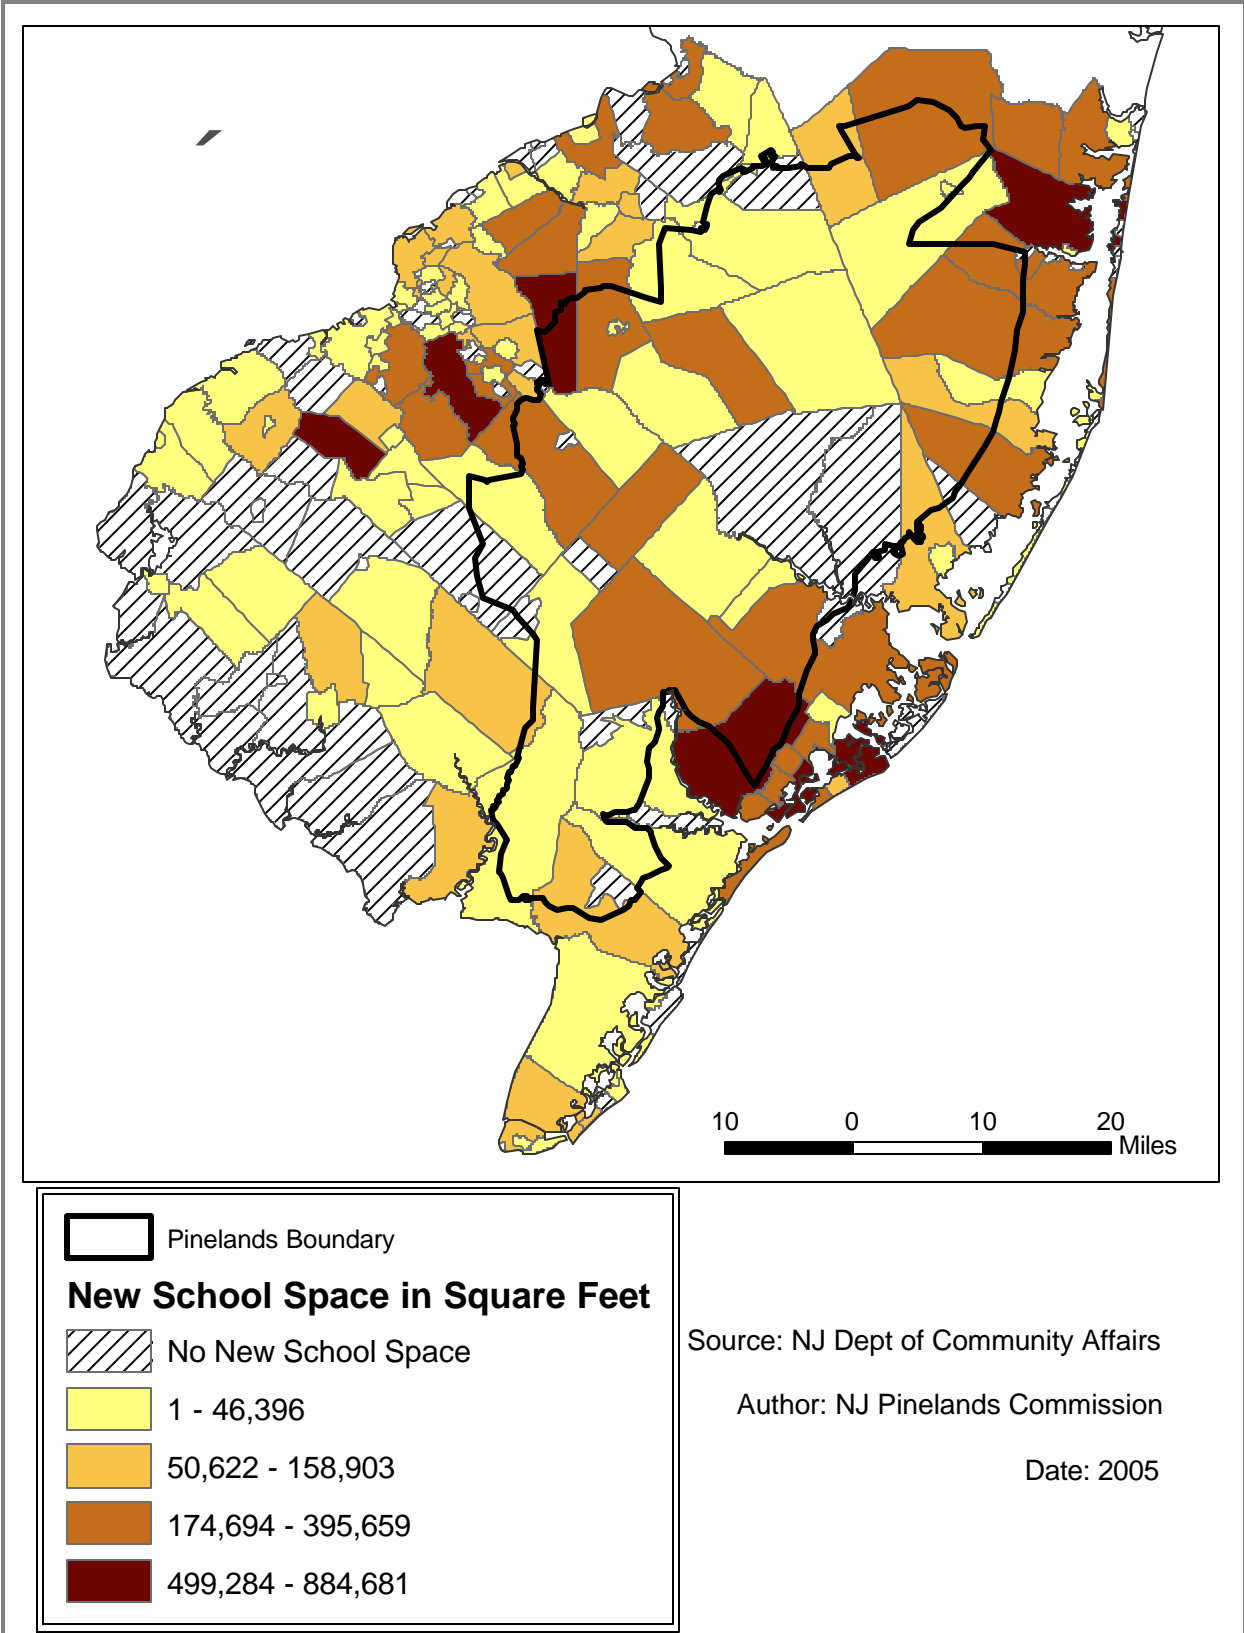 10 0 10 20
Miles
Pinelands Boundary
New School Space in Square Feet
No New School Space
1 - 46,396
50,622 - 158,903
174,694 - 395,659
499,284 - 884,681
Source: NJ Dept of Community Affairs
Author: NJ Pinelands Commission
Date: 2005